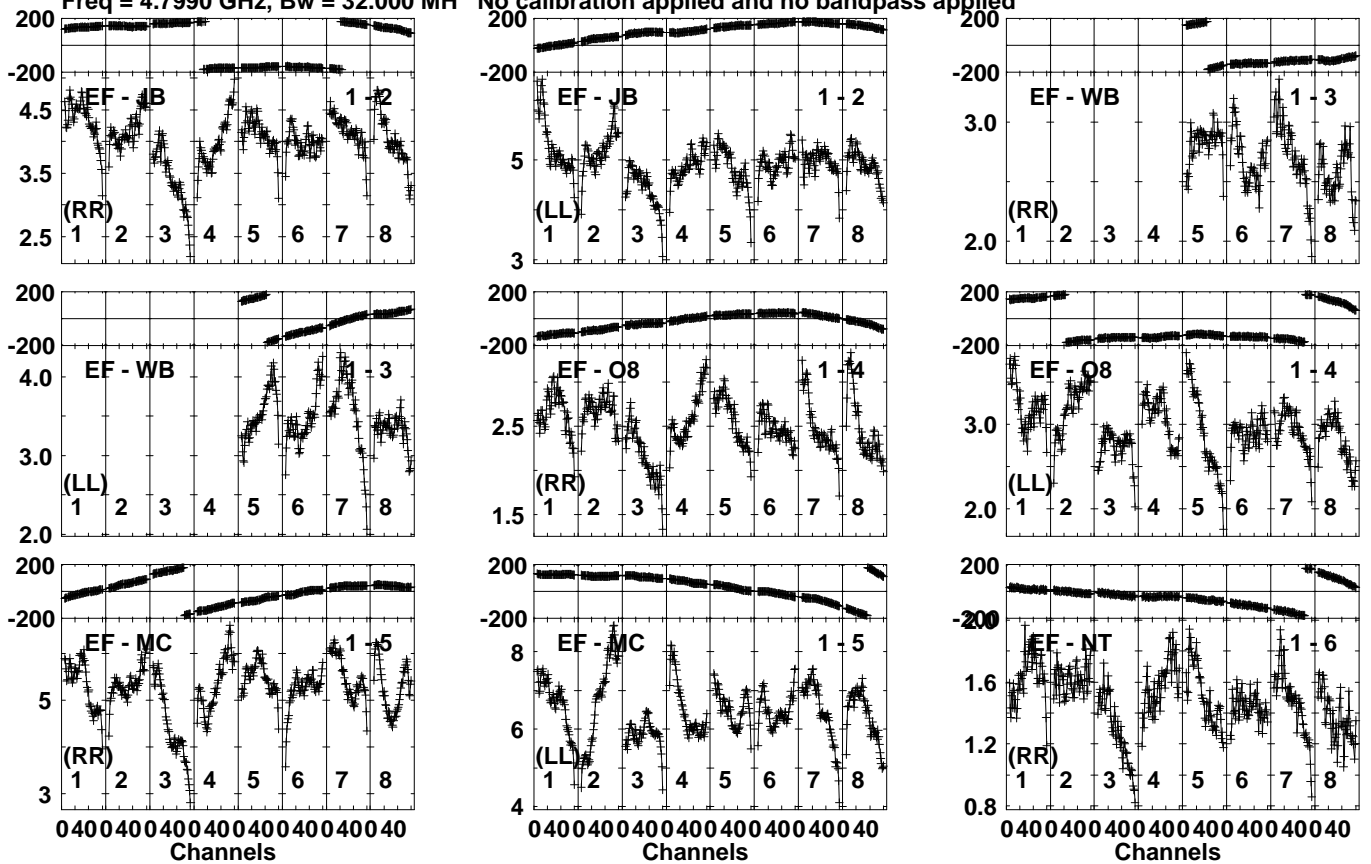 Freq = 4.7990 GHz, Bw = 32.000 MH No calibration applied and no bandpass applied
200
-200
4.5
3.5
2.5
EF - JB
1 - 2
(RR)
1 2 3 4 5 6 7 8
200
-200
5
3
EF - JB
1 - 2
(LL)
1 2 3 4 5 6 7 8
200
-200
3.0
2.0
EF - WB
1 - 3
(RR)
1 2 3 4 5 6 7 8
200
-200
4.0
3.0
2.0
EF - WB
1 - 3
(LL)
1 2 3 4 5 6 7 8
200
-200
2.5
1.5
EF - O8
1 - 4
(RR)
1 2 3 4 5 6 7 8
200
-200
3.0
2.0
EF - O8
1 - 4
(LL)
1 2 3 4 5 6 7 8
200
-200
5
3
EF - MC
1 - 5
(RR)
1 2 3 4 5 6 7 8
0 40 0 40 0 40 0 40 0 40 0 40 0 40 0 40
Channels
200
-200
8
6
4
EF - MC
1 - 5
(LL)
1 2 3 4 5 6 7 8
0 40 0 40 0 40 0 40 0 40 0 40 0 40 0 40
Channels
200
-200
2.0
1.6
1.2
0.8
EF - NT
1 - 6
(RR)
1 2 3 4 5 6 7 8
0 40 0 40 0 40 0 40 0 40 0 40 0 40 0 40
Channels